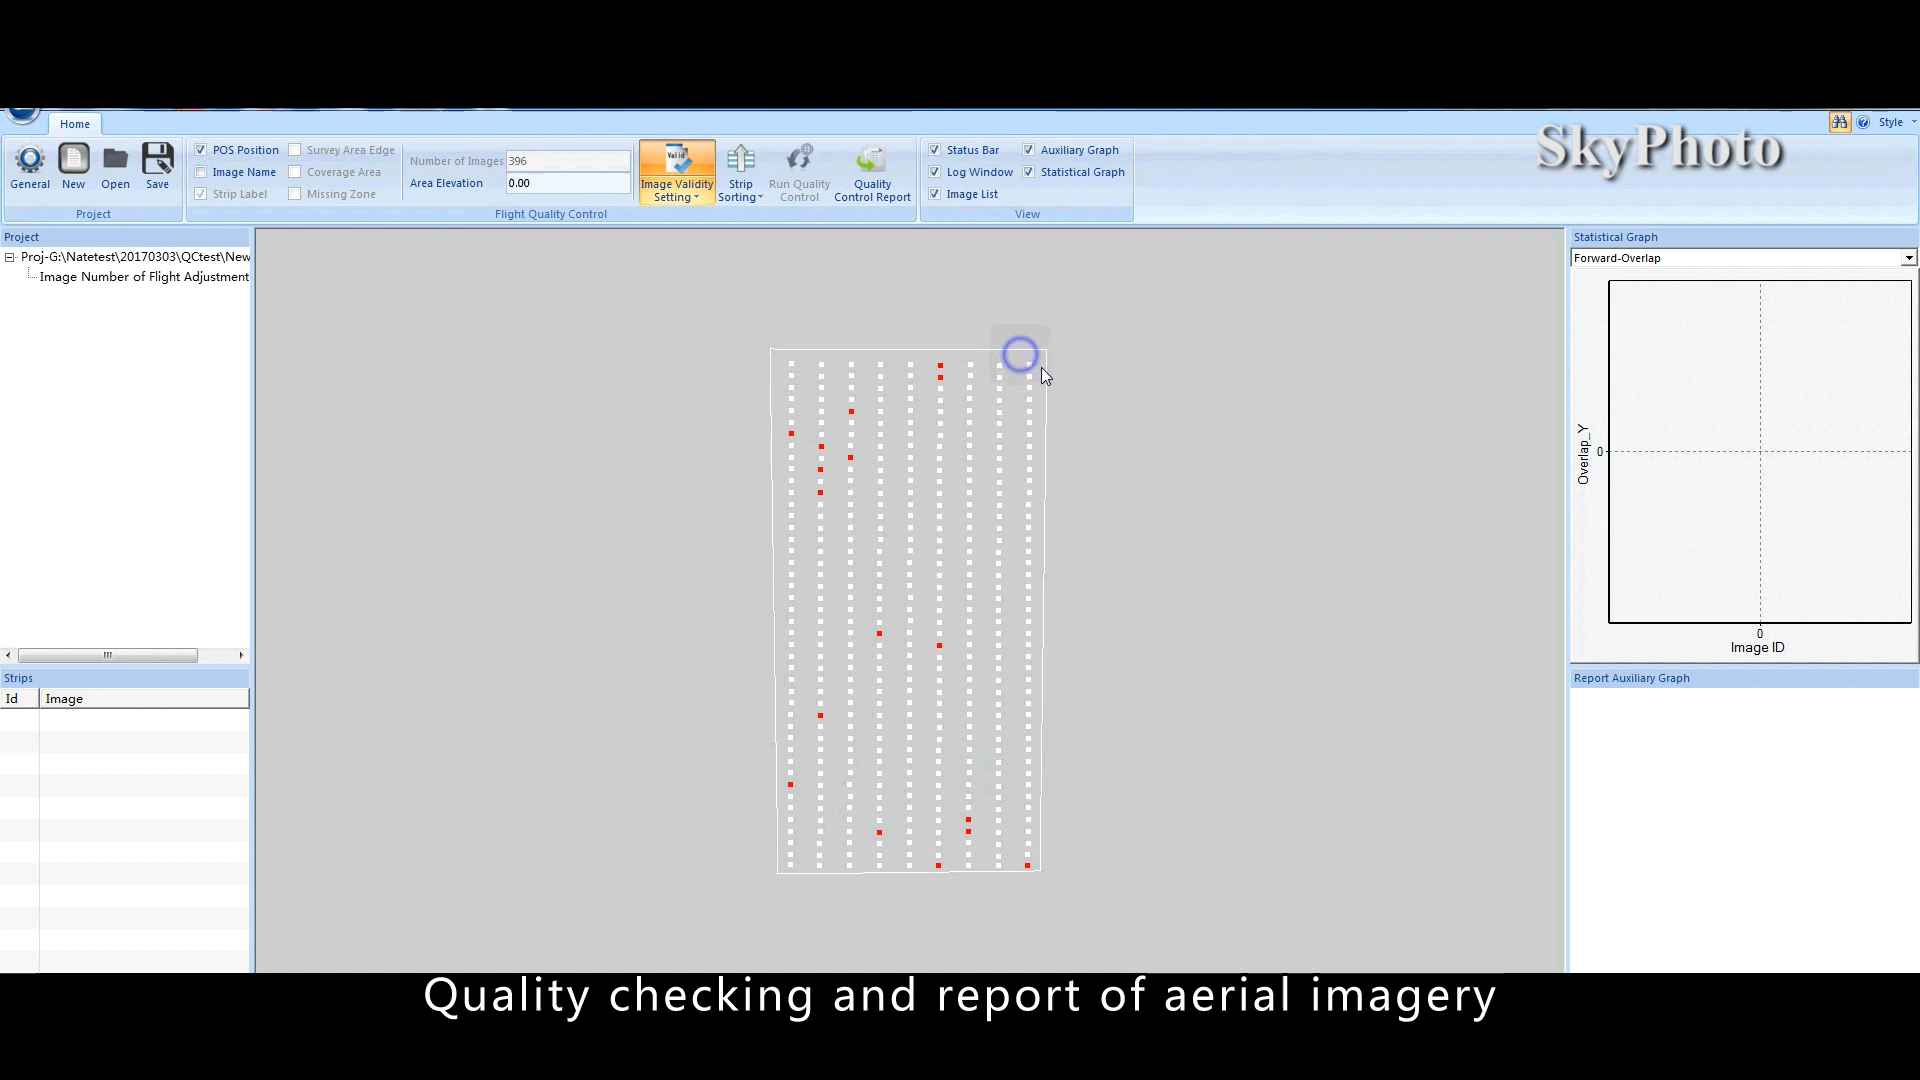 Home
Style
SkyPhoto
General
New
Open
Save
Project
POS Position
Image Name
Strip Label
Survey Area Edge
Coverage Area
Missing Zone
Number of Images 396
Area Elevation 0.00
Valid
Image Validity
Setting
Strip
Sorting
Run Quality
Control
Quality
Control Report
Flight Quality Control
Status Bar
Log Window
Image List
Auxiliary Graph
Statistical Graph
View
Project
Proj-G:\Natetest\20170303\QCtest\New
Image Number of Flight Adjustment
Strips
Id Image
Statistical Graph
Forward-Overlap
Overlap_Y
0
0
Image ID
Report Auxiliary Graph
Quality checking and report of aerial imagery